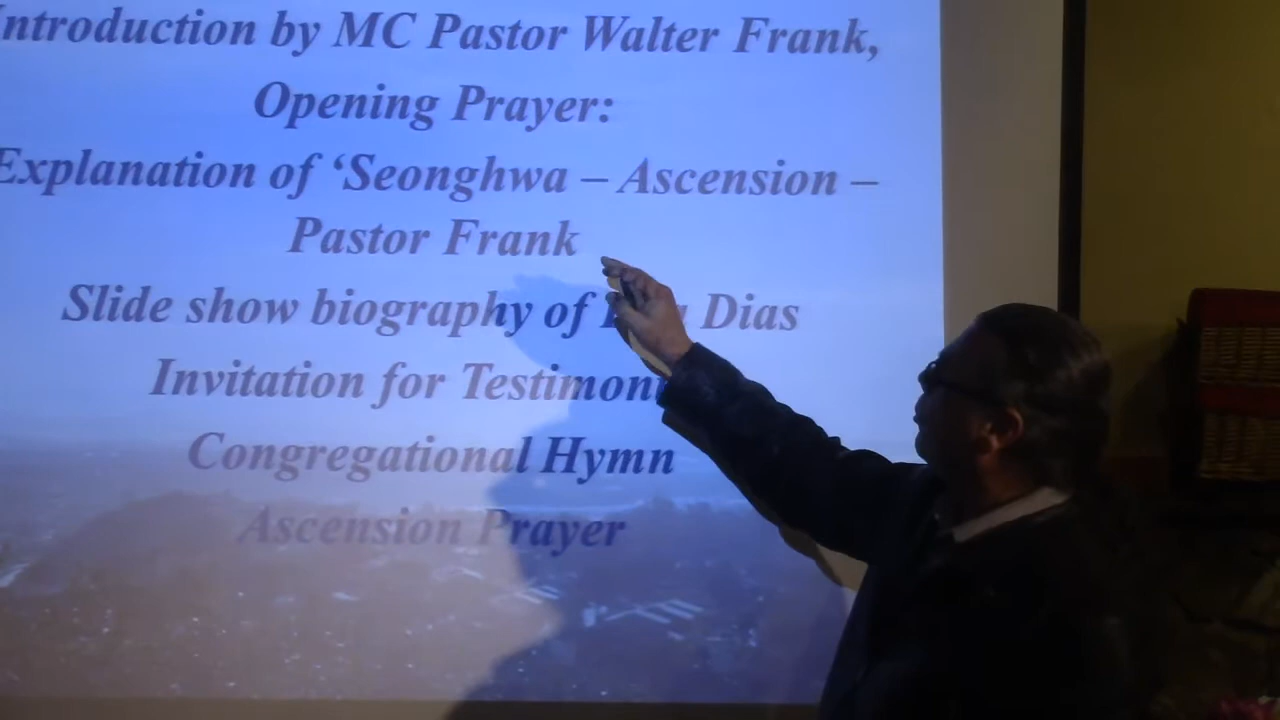 Introduction by MC Pastor Walter Frank,
Opening Prayer:
Explanation of ‘Seonghwa – Ascension –
Pastor Frank
Slide show biography of Dias
Invitation for
Congregational Hymn
Ascension Prayer